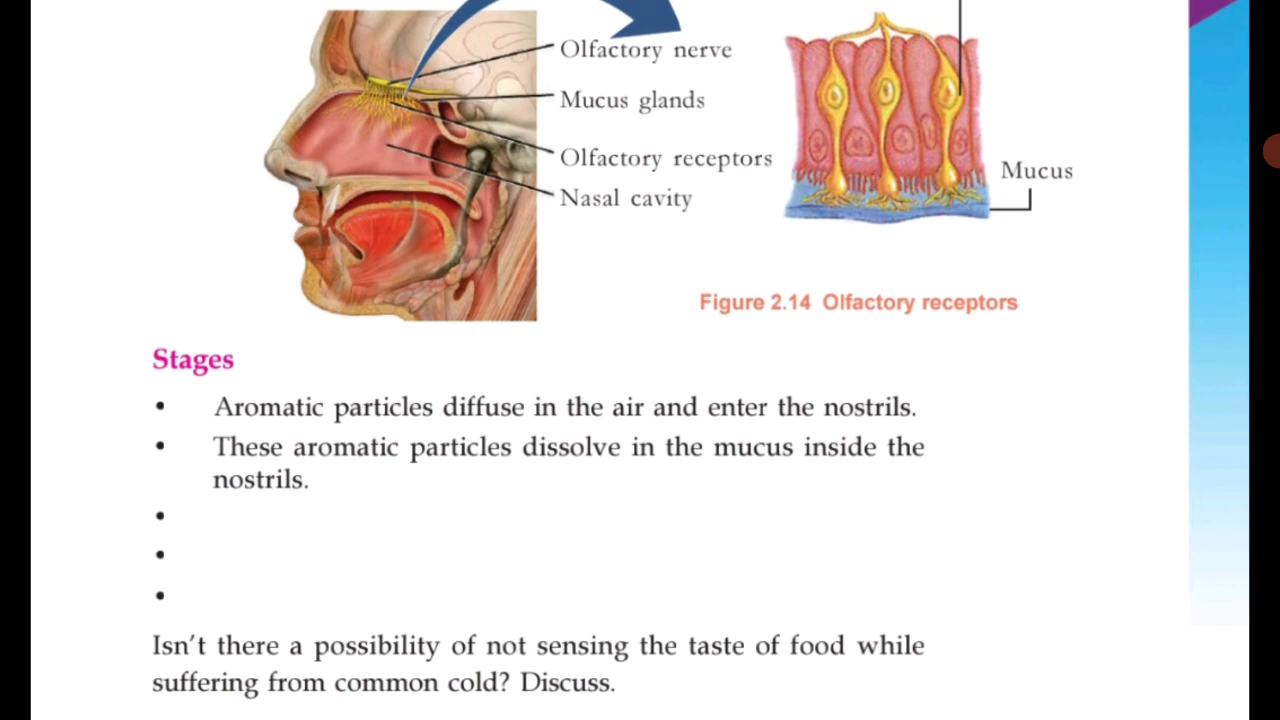 Olfactory nerve
Mucus glands
Olfactory receptors
Nasal cavity
Mucus
Figure 2.14 Olfactory receptors
Stages
• Aromatic particles diffuse in the air and enter the nostrils.
• These aromatic particles dissolve in the mucus inside the
nostrils.
•
•
•
Isn't there a possibility of not sensing the taste of food while
suffering from common cold? Discuss.